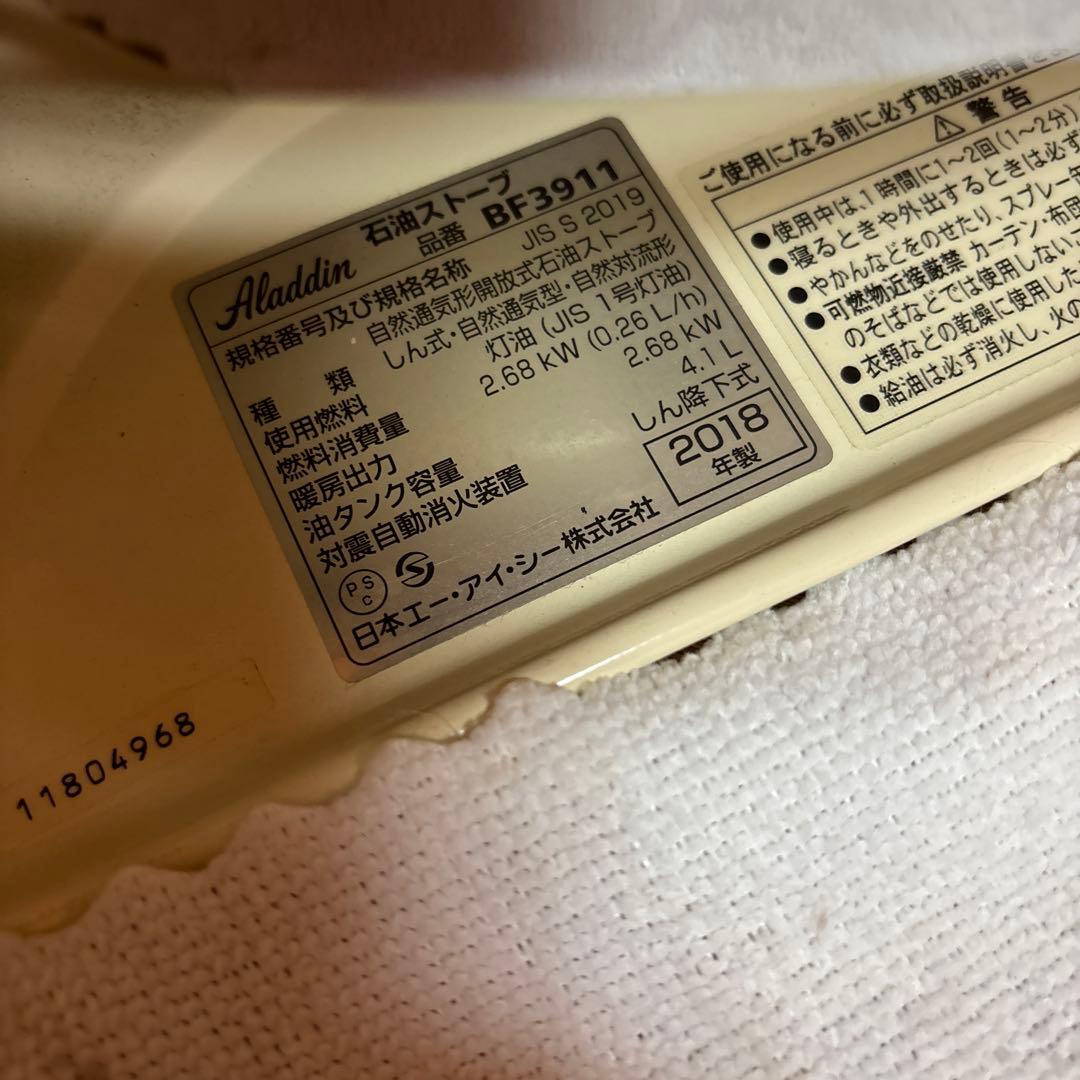 Aladdin 石油ストーブ
品番 BF3911
規格番号及び規格名称 JIS S 2019
自然通気形開放式石油ストーブ
種類 しん式・自然通気型・自然対流形
使用燃料 灯油 (JIS 1号灯油)
燃料消費量 2.68 kW (0.26 L/h)
暖房出力 2.68 kW
油タンク容量 4.1 L
対震自動消火装置 しん降下式
PS
C
2018
年製
日本エー・アイ・シー株式会社
11804968
ご使用になる前に必ず取扱説明書
⚠ 警告
● 使用中は、1時間に1〜2回(1〜2分)
● 寝るときや外出するときは必ず
● やかんなどをのせたり、スプレー缶
● 可燃物近接厳禁 カーテン・布団
のそばなどでは使用しない。
● 衣類などの乾燥に使用した
● 給油は必ず消火し、火の